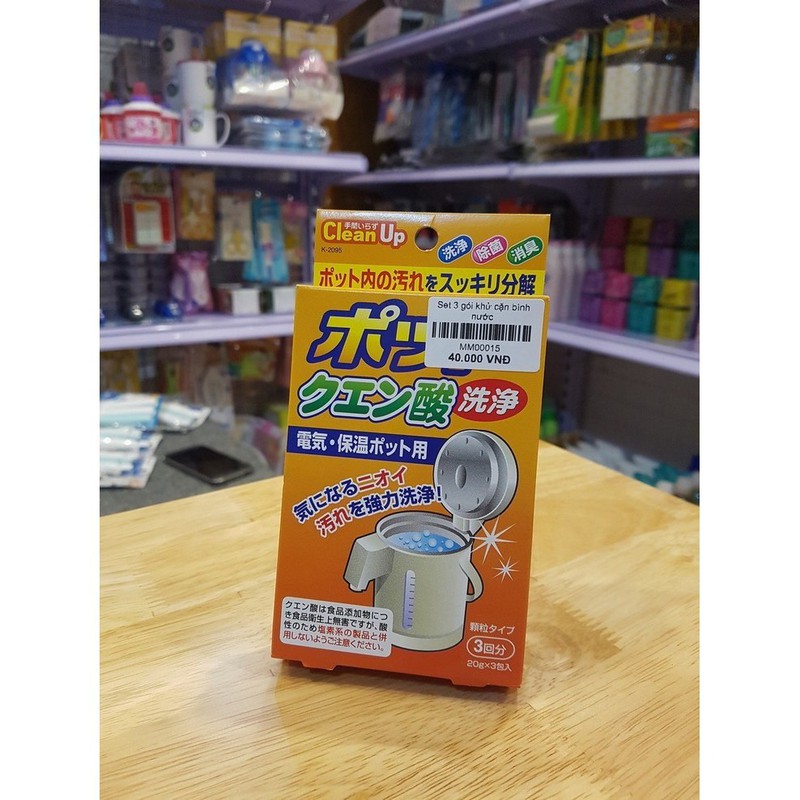 手間いらず
Clean Up
K-2095
洗浄 除菌 消臭
ポット内の汚れをスッキリ分解
Set 3 gói khử cặn bình
nước
MM00015
40.000 VNĐ
クエン酸 洗浄
電気・保温ポット用
気になるニオイ
汚れを強力洗浄!
クエン酸は食品添加物につ
き食品衛生上無害ですが、酸
性のため塩素系の製品と併
用しないようご注意ください。
顆粒タイプ
3回分
20g×3包入